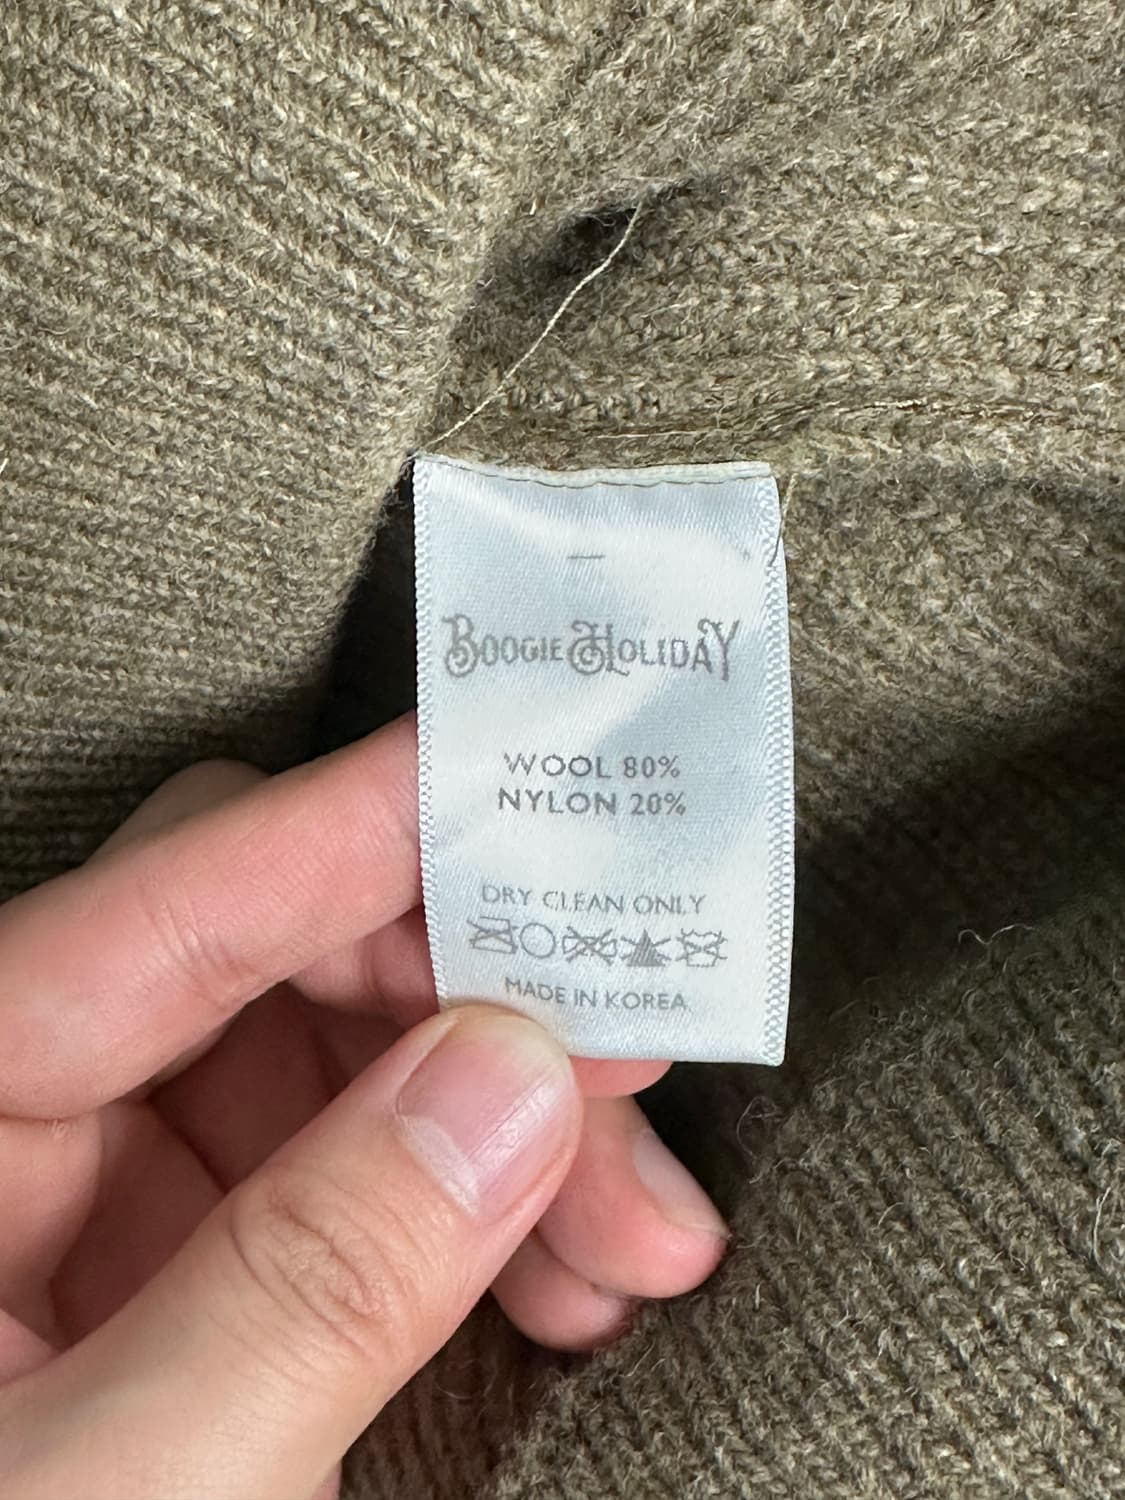 Boogie Holiday
WOOL 80%
NYLON 20%
DRY CLEAN ONLY
MADE IN KOREA